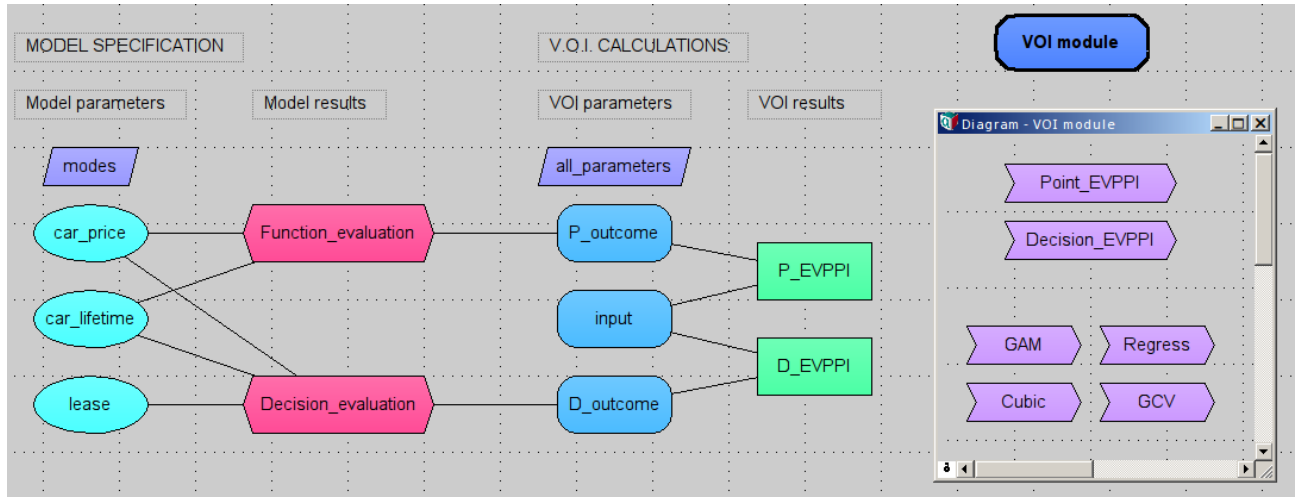 MODEL SPECIFICATION
V.O.I. CALCULATIONS
VOI module
Model parameters
Model results
VOI parameters
VOI results
Diagram - VOI module
modes
all_parameters
Point_EVPPI
car_price
Function_evaluation
P_outcome
Decision_EVPPI
P_EVPPI
car_lifetime
input
GAM
Regress
D_EVPPI
lease
Decision_evaluation
D_outcome
Cubic
GCV